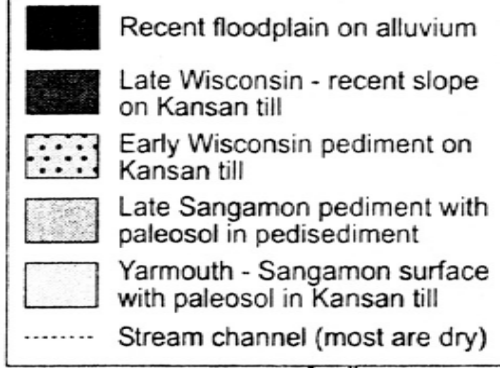 Recent floodplain on alluvium
Late Wisconsin - recent slope
on Kansan till
Early Wisconsin pediment on
Kansan till
Late Sangamon pediment with
paleosol in pedisediment
Yarmouth - Sangamon surface
with paleosol in Kansan till
Stream channel (most are dry)